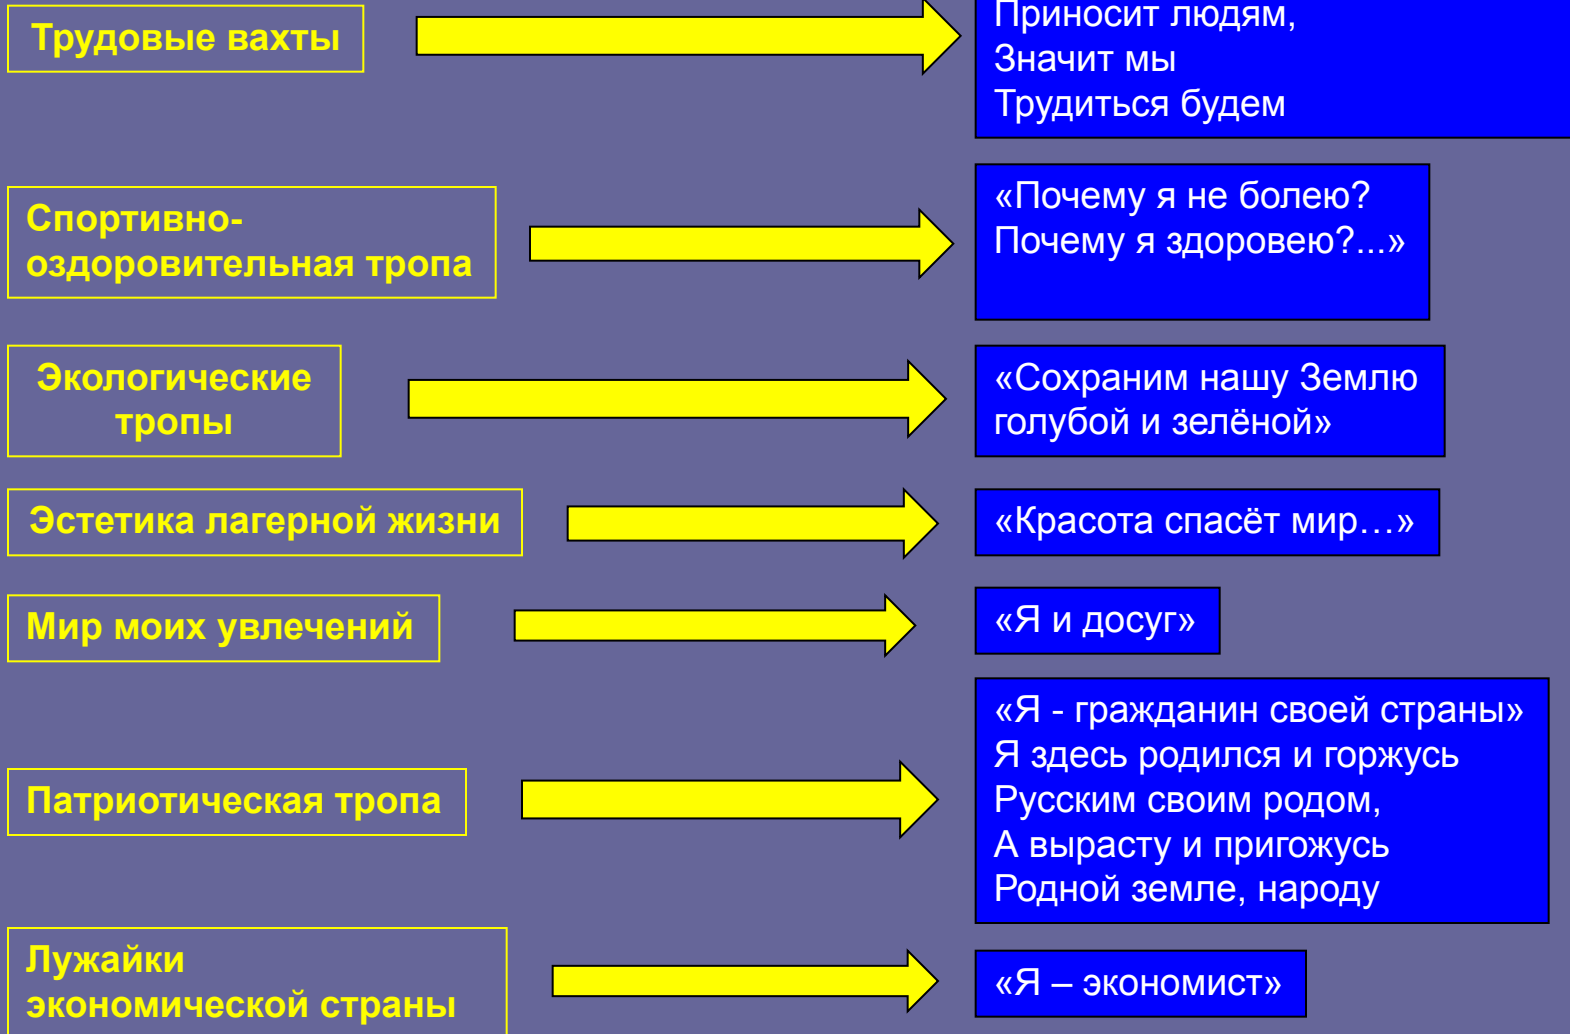 Трудовые вахты
Приносит людям,
Значит мы
Трудиться будем
Спортивно-
оздоровительная тропа
«Почему я не болею?
Почему я здоровею?...»
Экологические
тропы
«Сохраним нашу Землю
голубой и зелёной»
Эстетика лагерной жизни
«Красота спасёт мир…»
Мир моих увлечений
«Я и досуг»
Патриотическая тропа
«Я - гражданин своей страны»
Я здесь родился и горжусь
Русским своим родом,
А вырасту и пригожусь
Родной земле, народу
Лужайки
экономической страны
«Я – экономист»